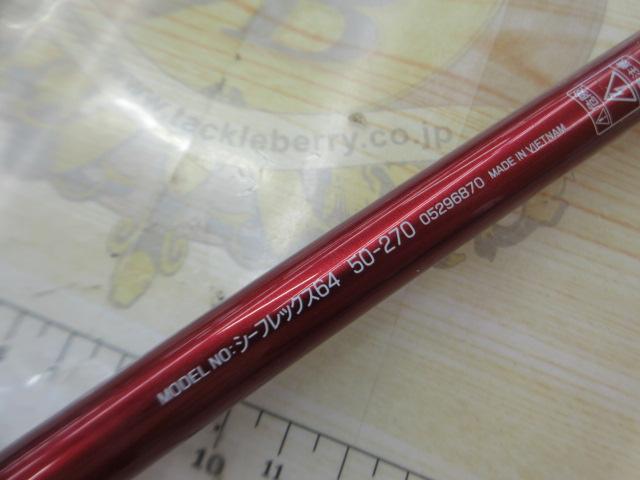 B
www.tackleberry.co.jp
MODEL NO:シーフレックス64 50-270 05296870 MADE IN VIETNAM
10 11